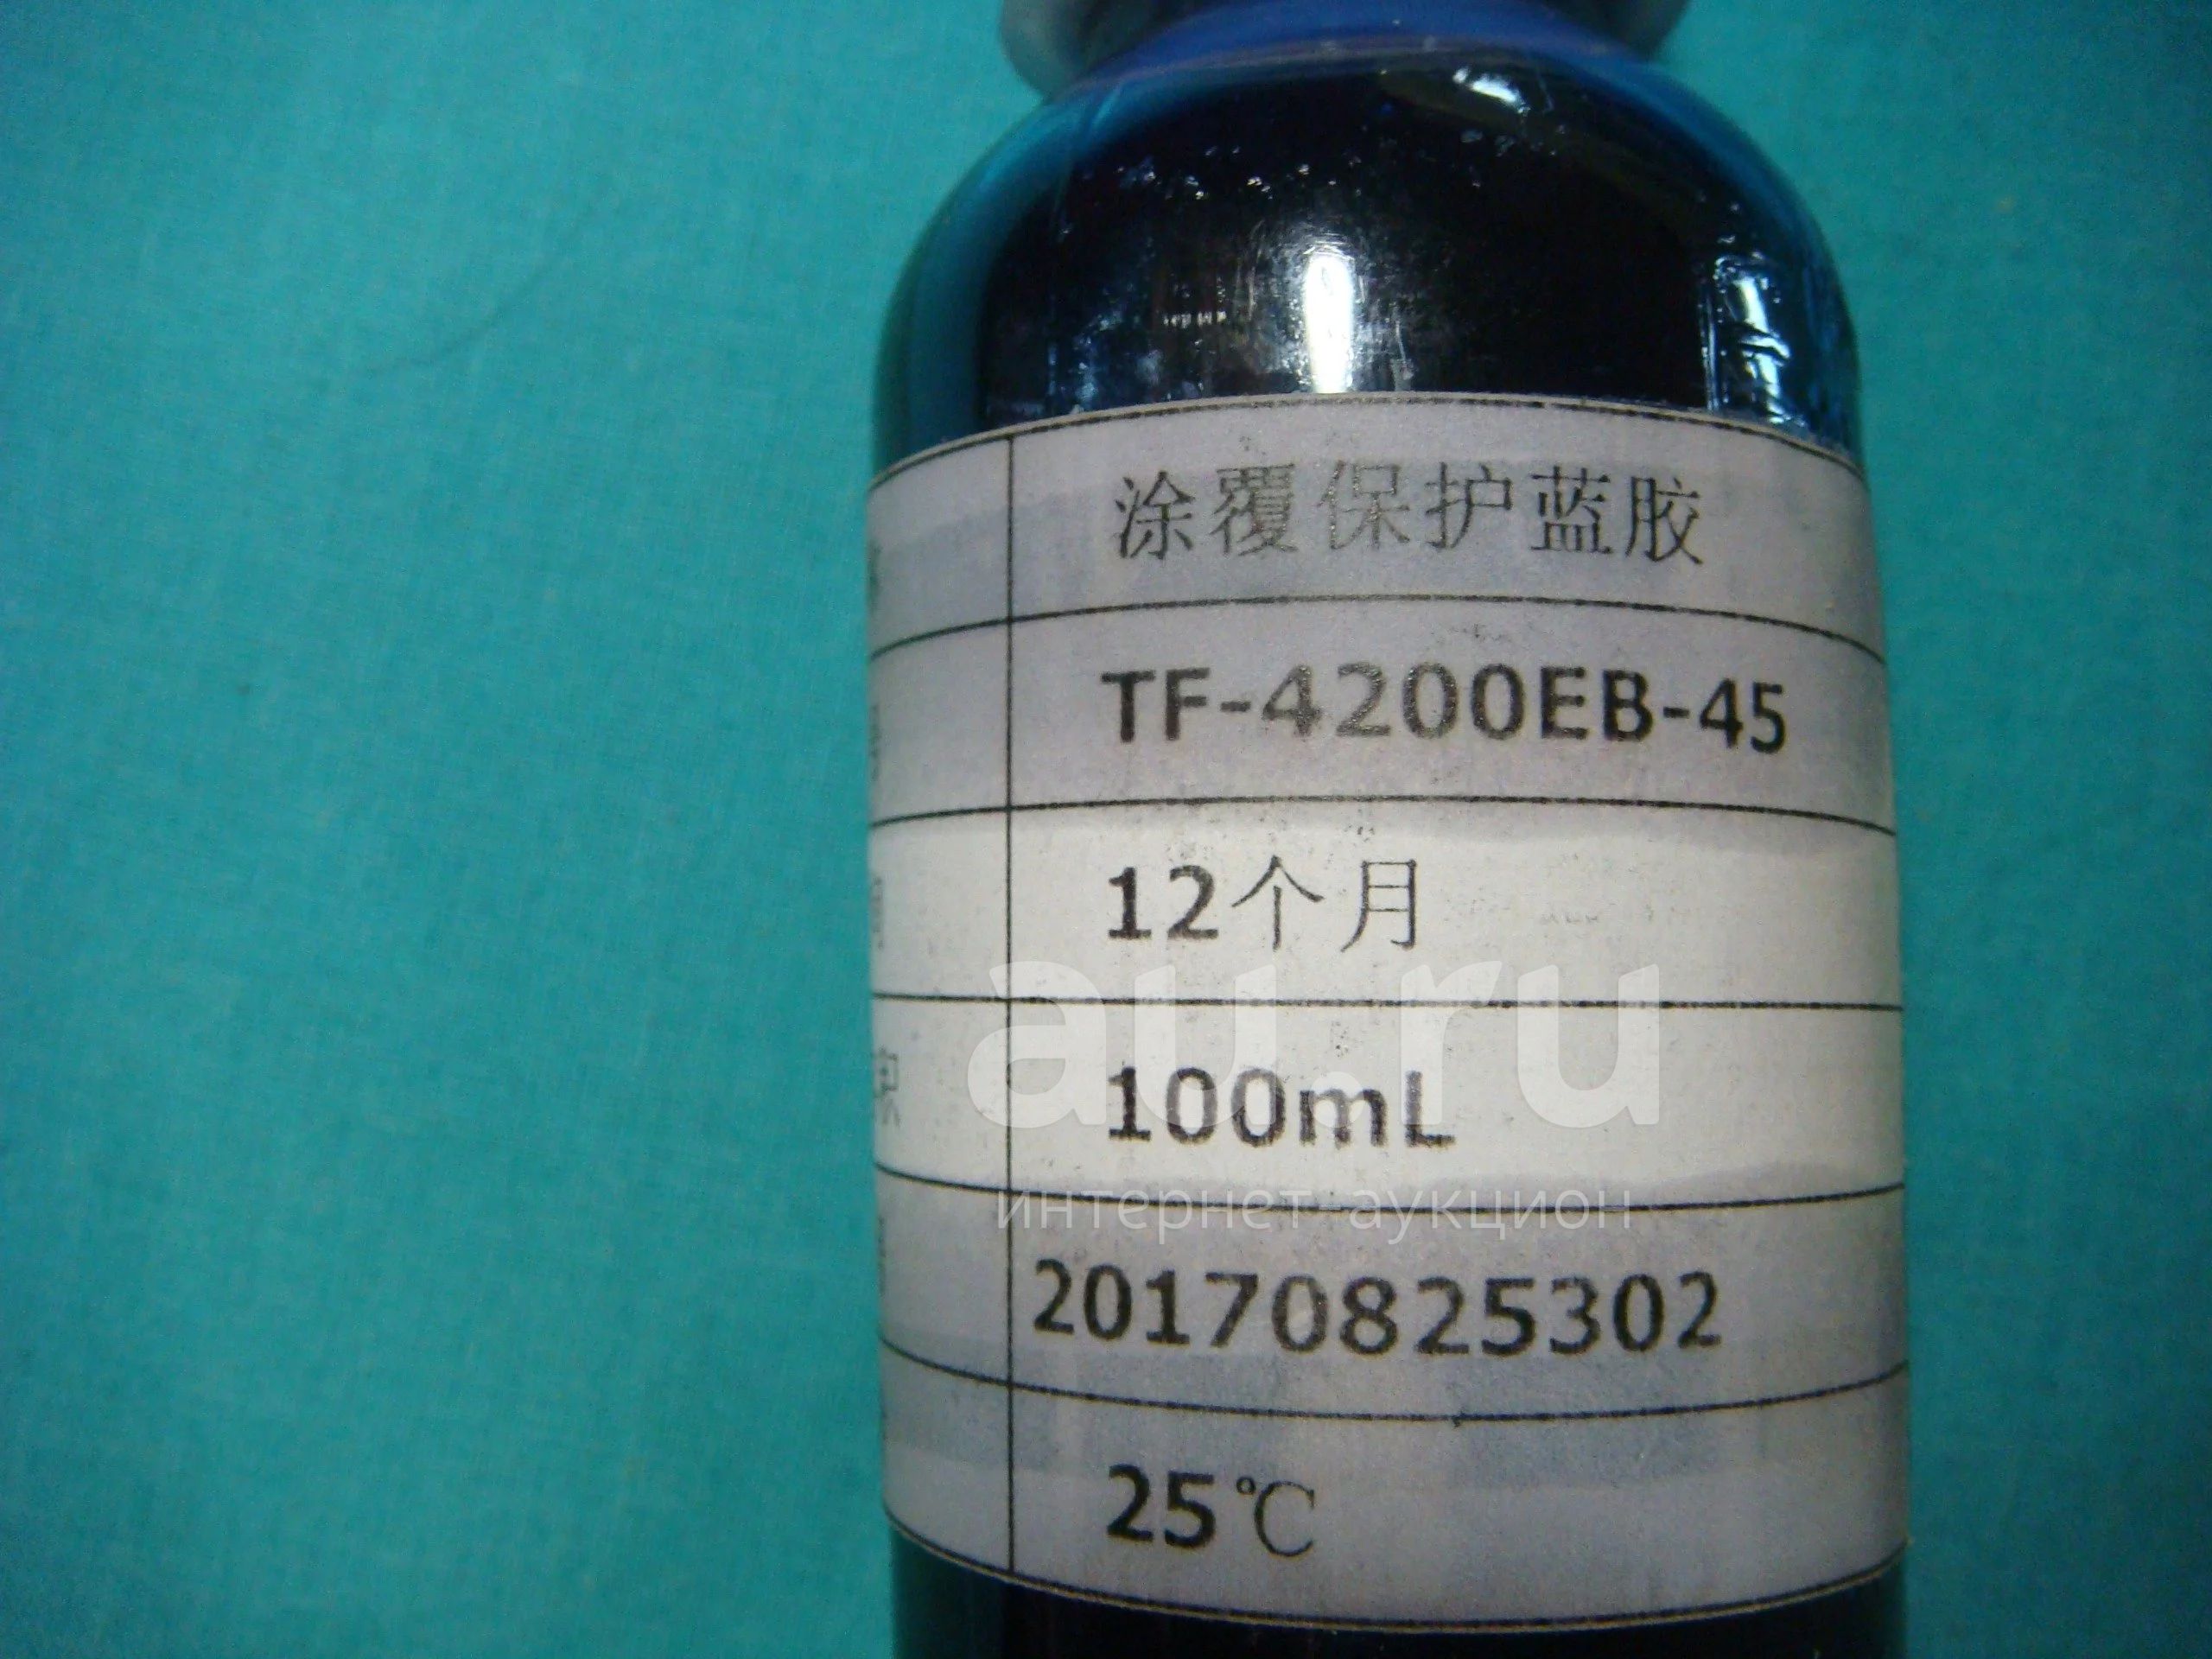 涂覆保护蓝胶
TF-4200EB-45
12个月
au.ru
100mL
интернет-аукцион
20170825302
25℃